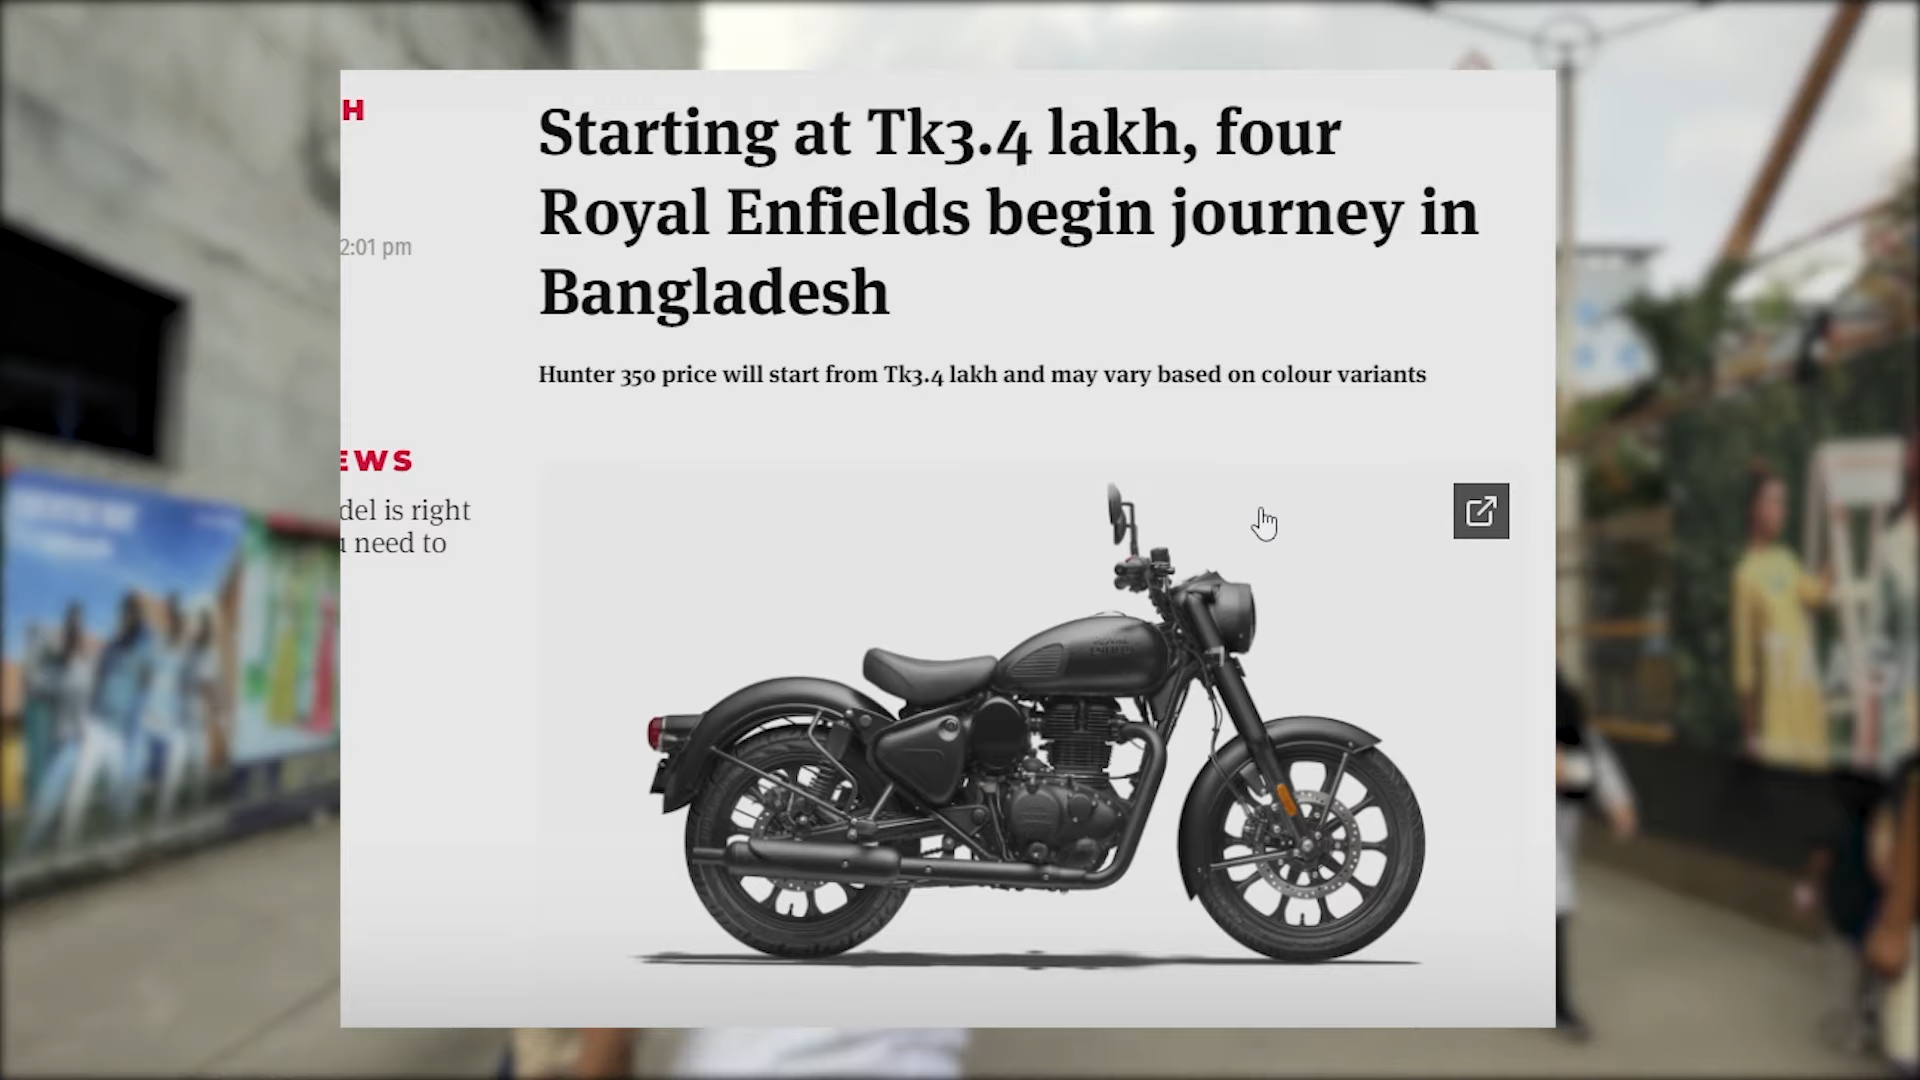 H
Starting at Tk3.4 lakh, four
Royal Enfields begin journey in
Bangladesh
2:01 pm
Hunter 350 price will start from Tk3.4 lakh and may vary based on colour variants
EWS
del is right
need to